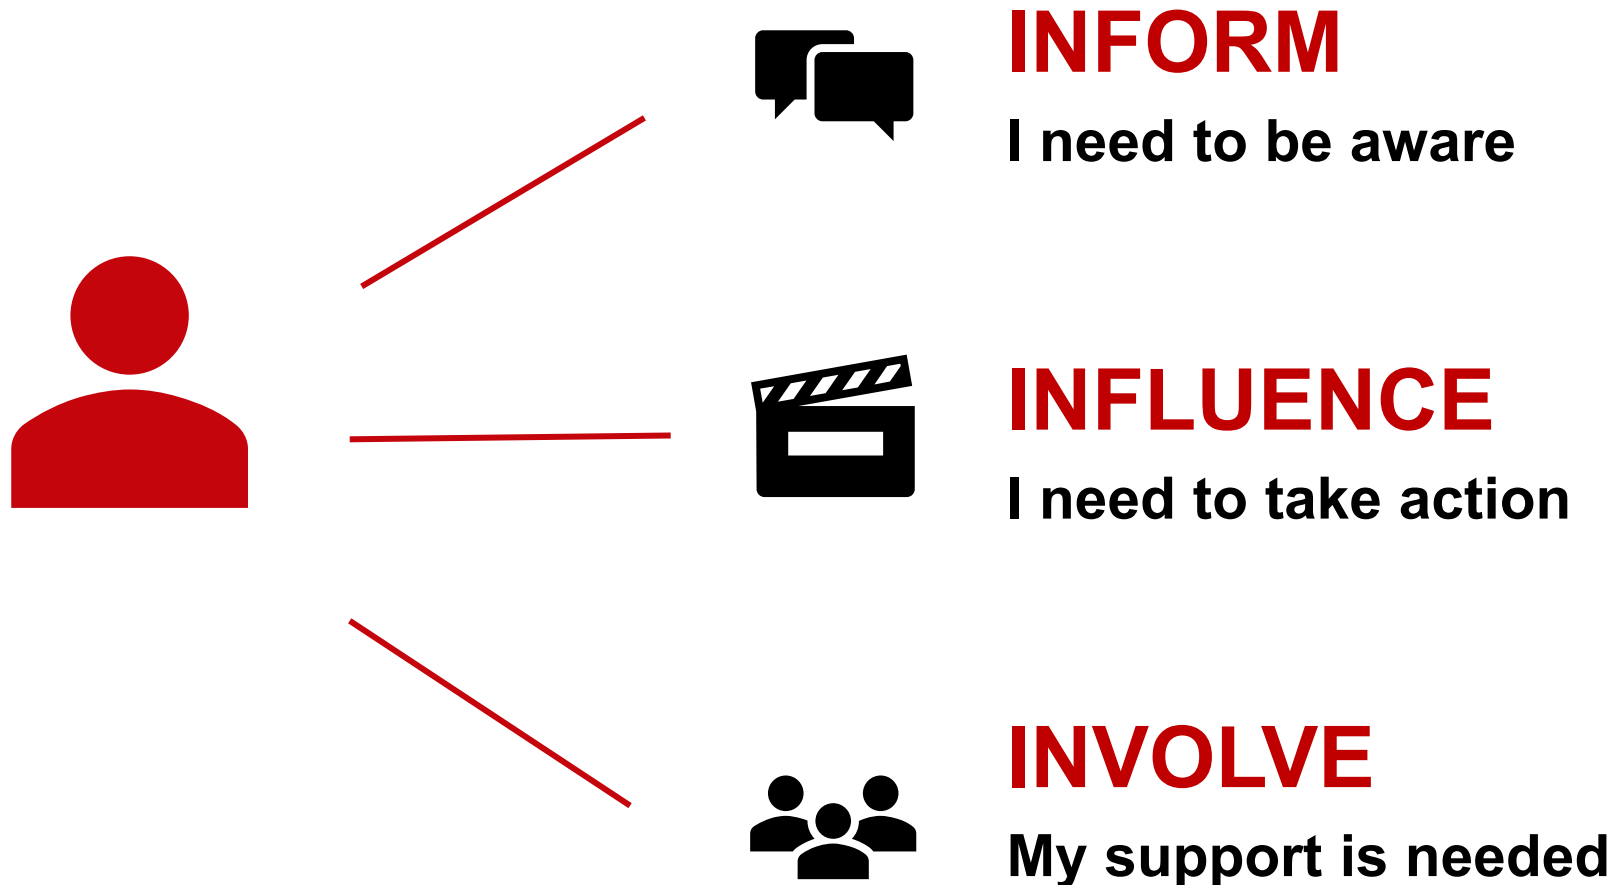 INFORM
I need to be aware
INFLUENCE
I need to take action
INVOLVE
My support is needed